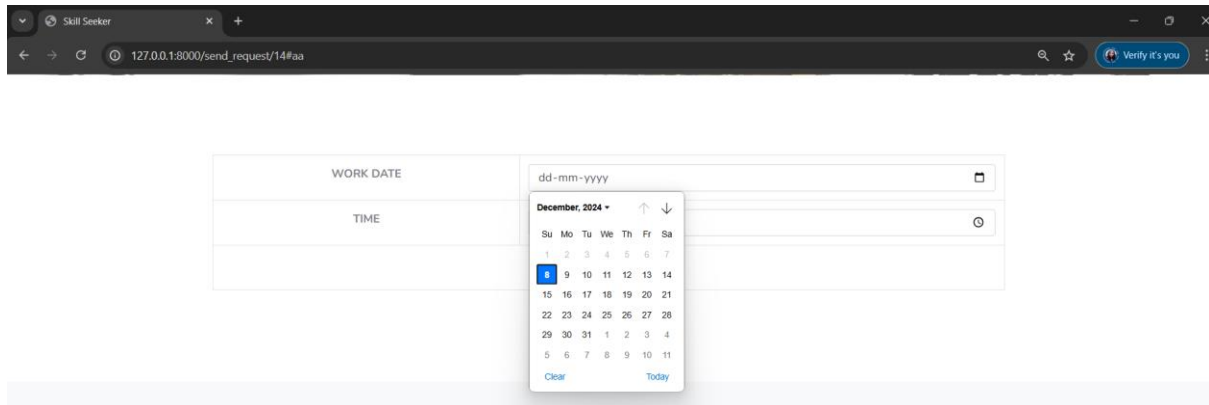 Skill Seeker
127.0.0.1:8000/send_request/14#aa
Verify it's you
WORK DATE
dd-mm-yyyy
TIME
December, 2024
Su Mo Tu We Th Fr Sa
1 2 3 4 5 6 7
8 9 10 11 12 13 14
15 16 17 18 19 20 21
22 23 24 25 26 27 28
29 30 31 1 2 3 4
5 6 7 8 9 10 11
Clear Today